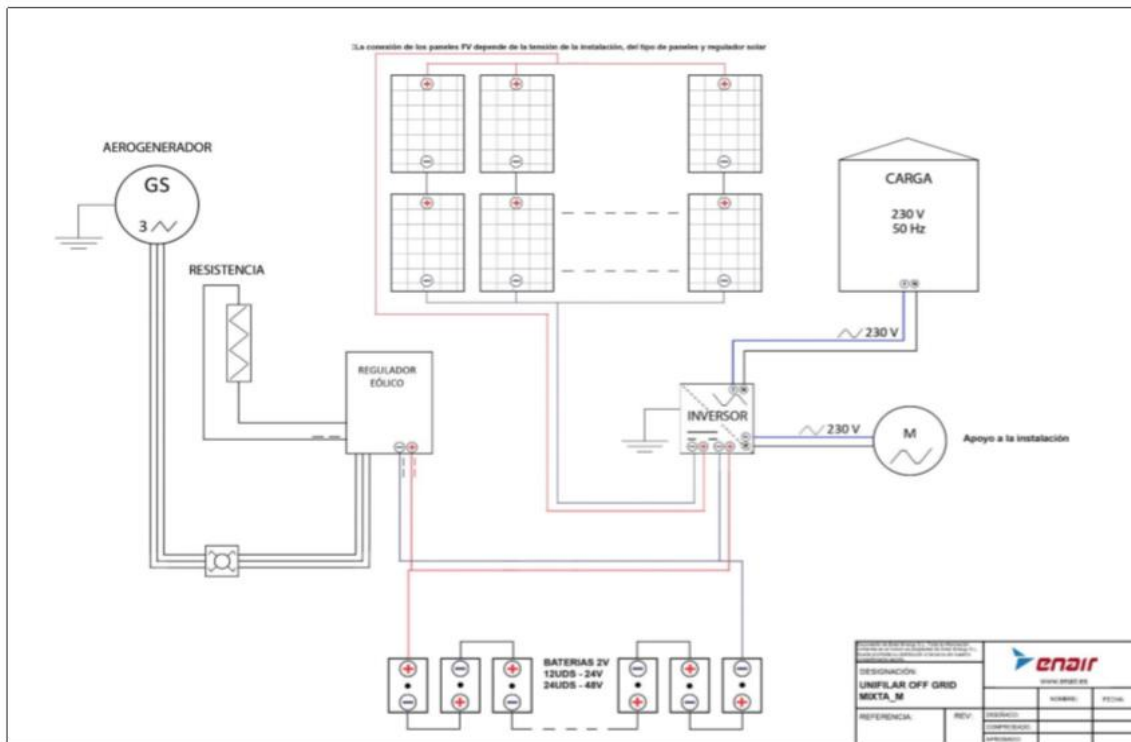 La conexión de los paneles FV depende de la tensión de la instalación, del tipo de paneles y regulador solar
AEROGENERADOR
GS
3
RESISTENCIA
REGULADOR
EÓLICO
CARGA
230 V
50 Hz
230 V
INVERSOR
230 V
M
Apoyo a la instalación
BATERIAS 2V
12UDS - 24V
24UDS - 48V
enair
www.enair.es
DESIGNACIÓN:
UNIFILAR OFF GRID
MIXTA_M
NOMBRE:
FECHA:
REFERENCIA:
REV:
DISEÑADO:
COMPROBADO:
APROBADO: